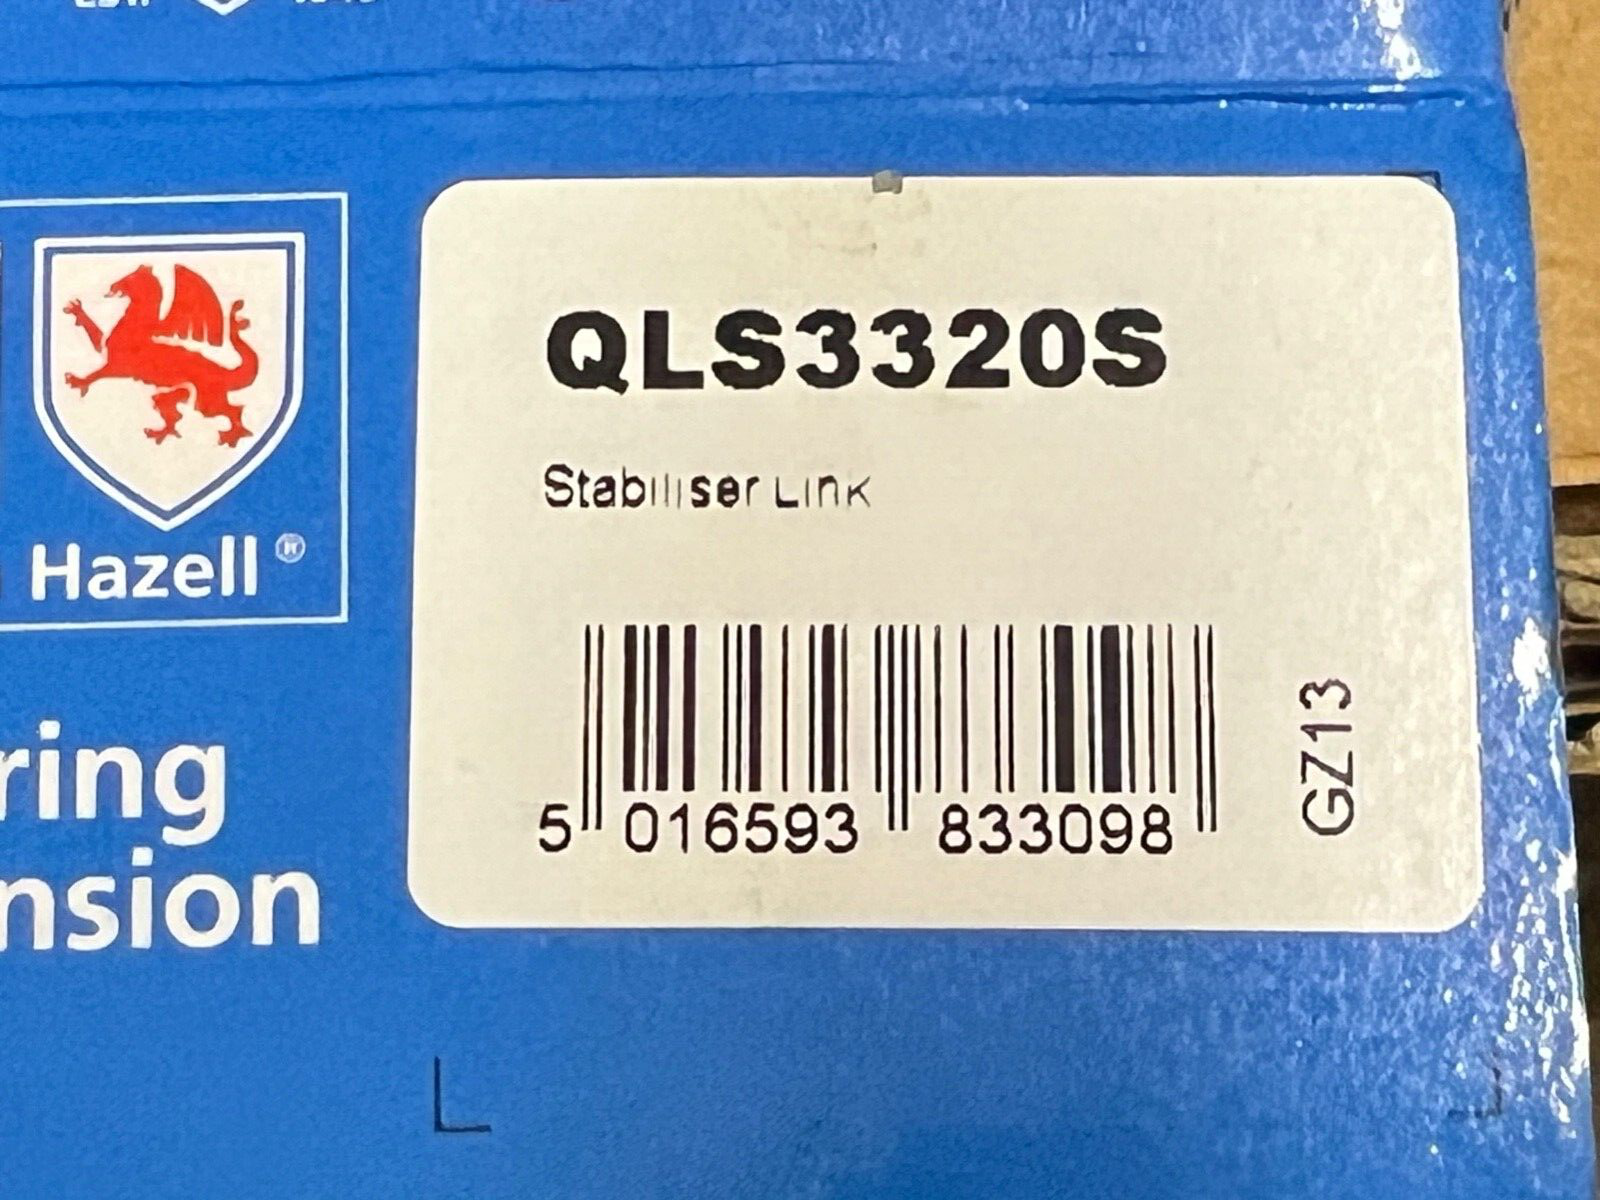 Hazell®
ring
nsion
QLS3320S
Stabiliser Link
5 016593 833098
GZ13